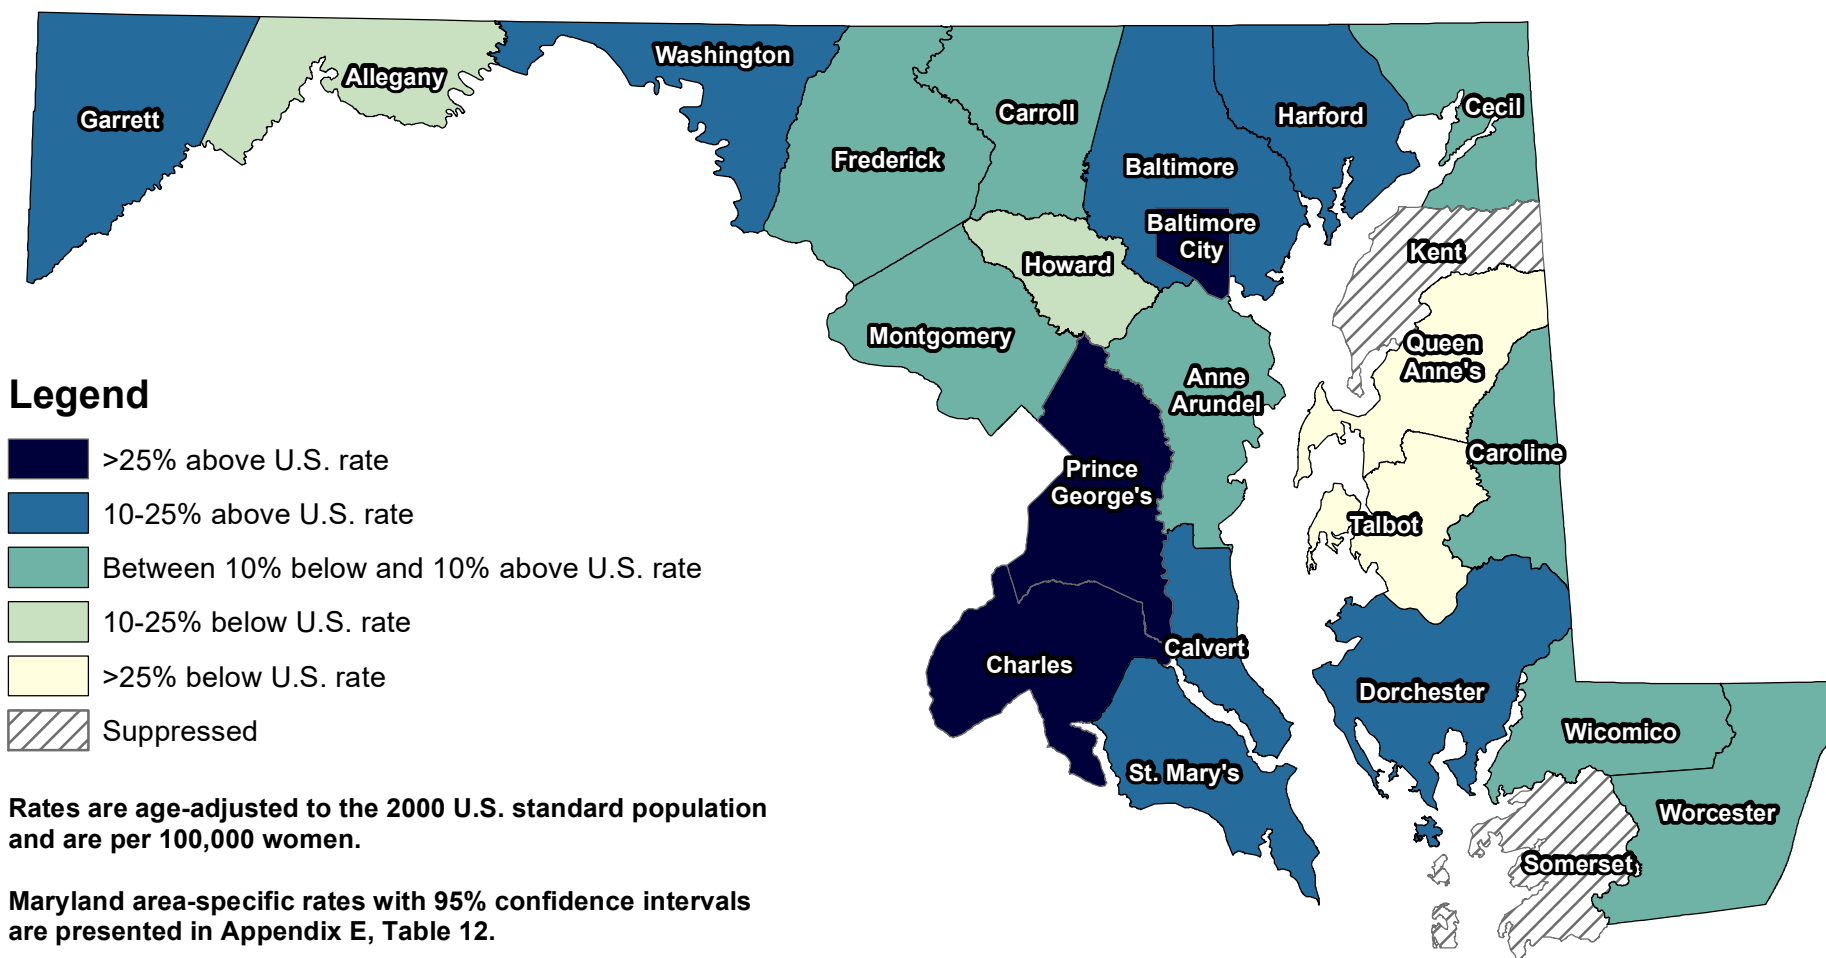 Garrett
Allegany
Washington
Frederick
Carroll
Baltimore
Harford
Cecil
Baltimore
City
Howard
Kent
Montgomery
Queen
Anne's
Anne
Arundel
Caroline
Prince
George's
Talbot
Charles
Calvert
Dorchester
St. Mary's
Wicomico
Worcester
Somerset
Legend
>25% above U.S. rate
10-25% above U.S. rate
Between 10% below and 10% above U.S. rate
10-25% below U.S. rate
>25% below U.S. rate
Suppressed
Rates are age-adjusted to the 2000 U.S. standard population
and are per 100,000 women.
Maryland area-specific rates with 95% confidence intervals
are presented in Appendix E, Table 12.